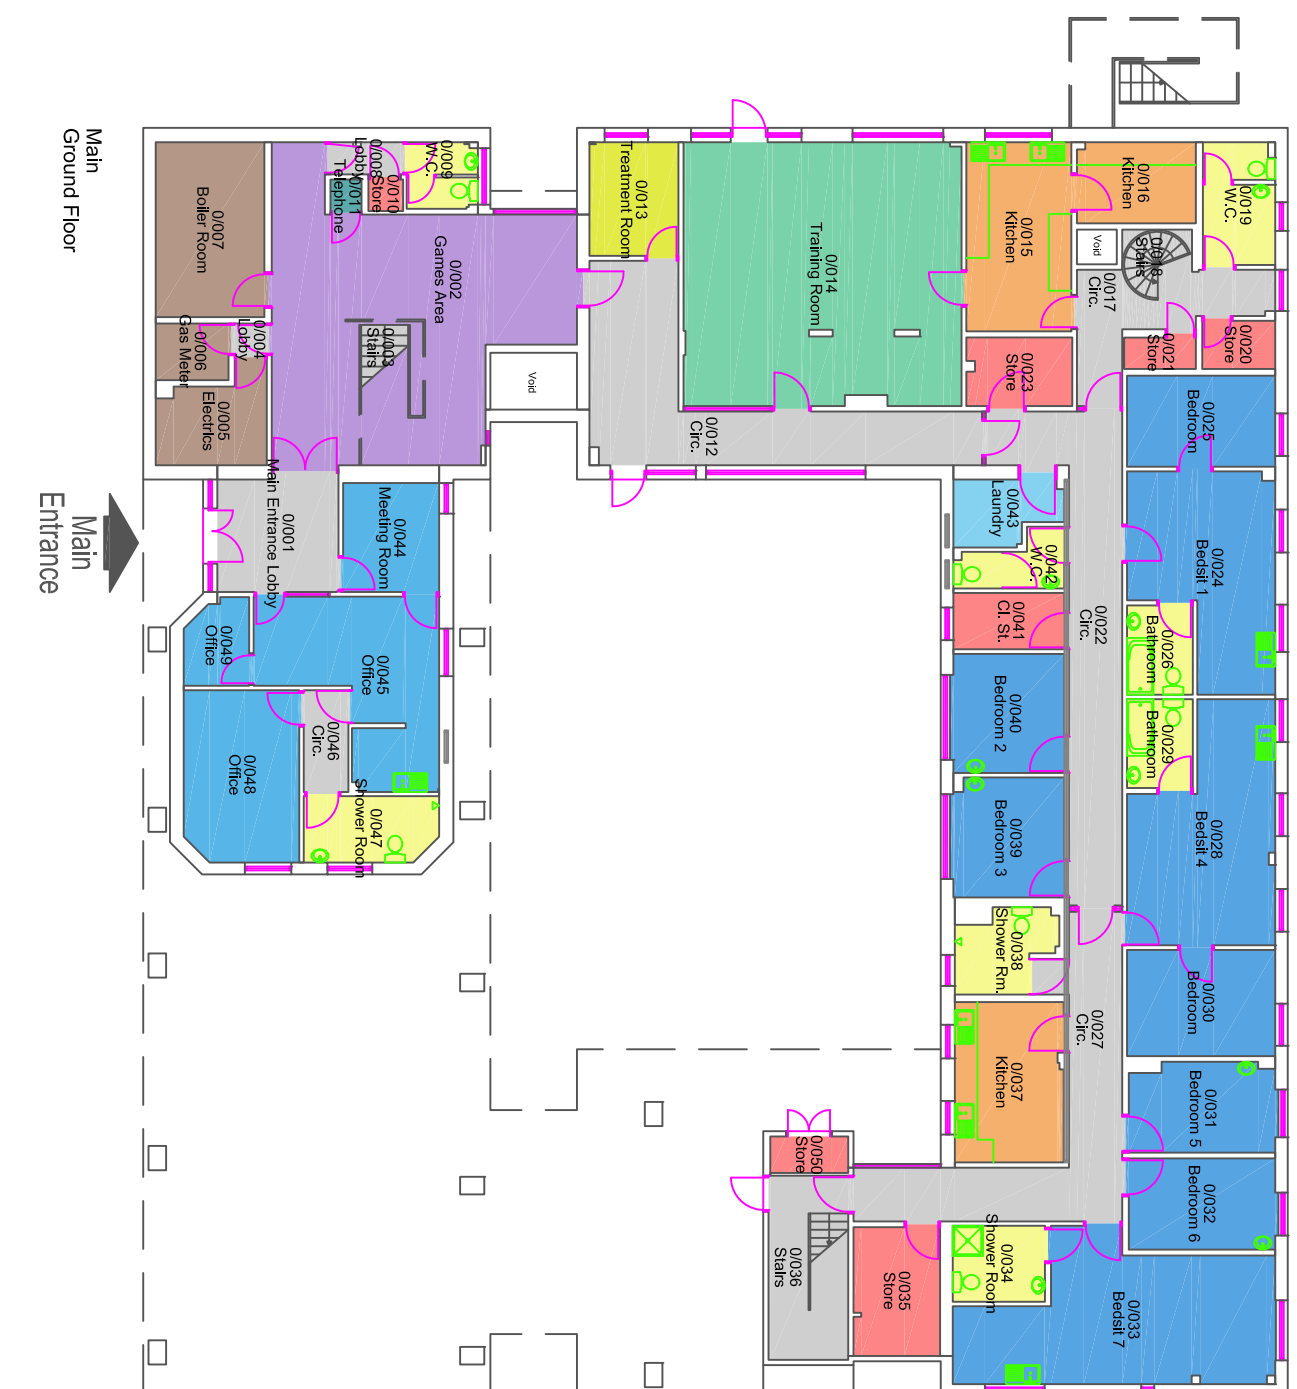 Main
Ground Floor
Main
Entrance
0/007
Boiler Room
0/006
Gas Meter
0/005
Electrics
0/004
Lobby
0/008
Lobby
0/011
Telephone
0/010
Store
0/009
W.C.
0/002
Games Area
0/003
Stairs
Void
0/001
Main Entrance Lobby
0/044
Meeting Room
0/049
Office
0/045
Office
0/046
Circ.
0/048
Office
0/047
Shower Room
0/013
Treatment Room
0/012
Circ.
0/014
Training Room
0/015
Kitchen
0/016
Kitchen
Void
0/017
Circ.
0/018
Stairs
0/019
W.C.
0/020
Store
0/021
Store
0/023
Store
0/025
Bedroom
0/024
Bedsit 1
0/026
Bathroom
0/029
Bathroom
0/028
Bedsit 4
0/022
Circ.
0/043
Laundry
0/042
W.C.
0/041
Cl. St.
0/040
Bedroom 2
0/039
Bedroom 3
0/038
Shower Rm.
0/037
Kitchen
0/027
Circ.
0/030
Bedroom
0/031
Bedroom 5
0/032
Bedroom 6
0/033
Bedsit 7
0/034
Shower Room
0/035
Store
0/036
Stairs
0/050
Store